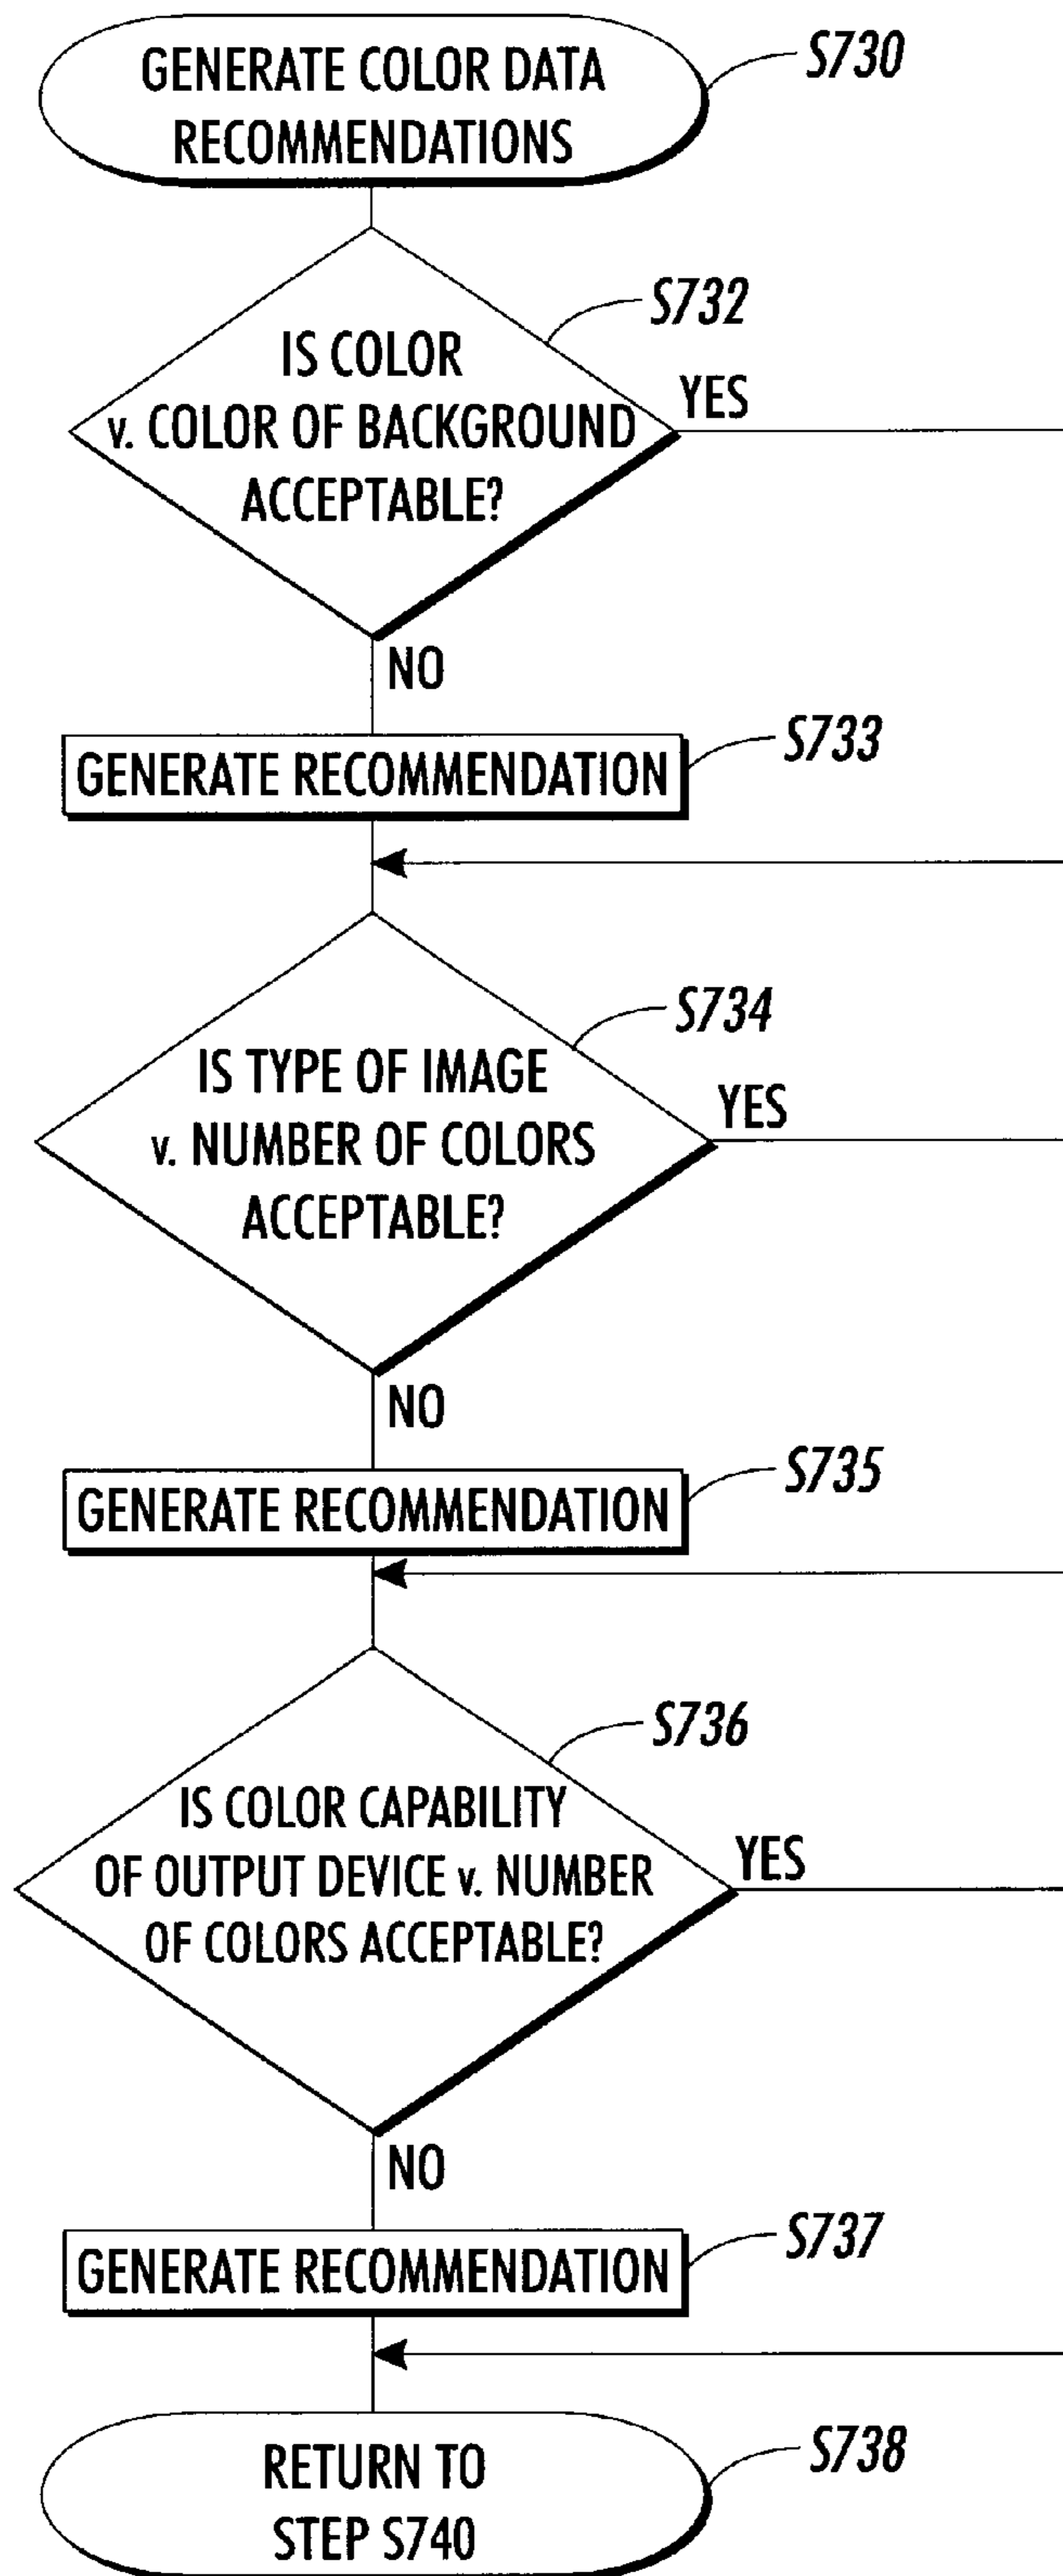 GENERATE COLOR DATA
RECOMMENDATIONS
S730
IS COLOR
v. COLOR OF BACKGROUND
ACCEPTABLE?
S732
YES
NO
GENERATE RECOMMENDATION
S733
IS TYPE OF IMAGE
v. NUMBER OF COLORS
ACCEPTABLE?
S734
YES
NO
GENERATE RECOMMENDATION
S735
IS COLOR CAPABILITY
OF OUTPUT DEVICE v. NUMBER
OF COLORS ACCEPTABLE?
S736
YES
NO
GENERATE RECOMMENDATION
S737
RETURN TO
STEP S740
S738